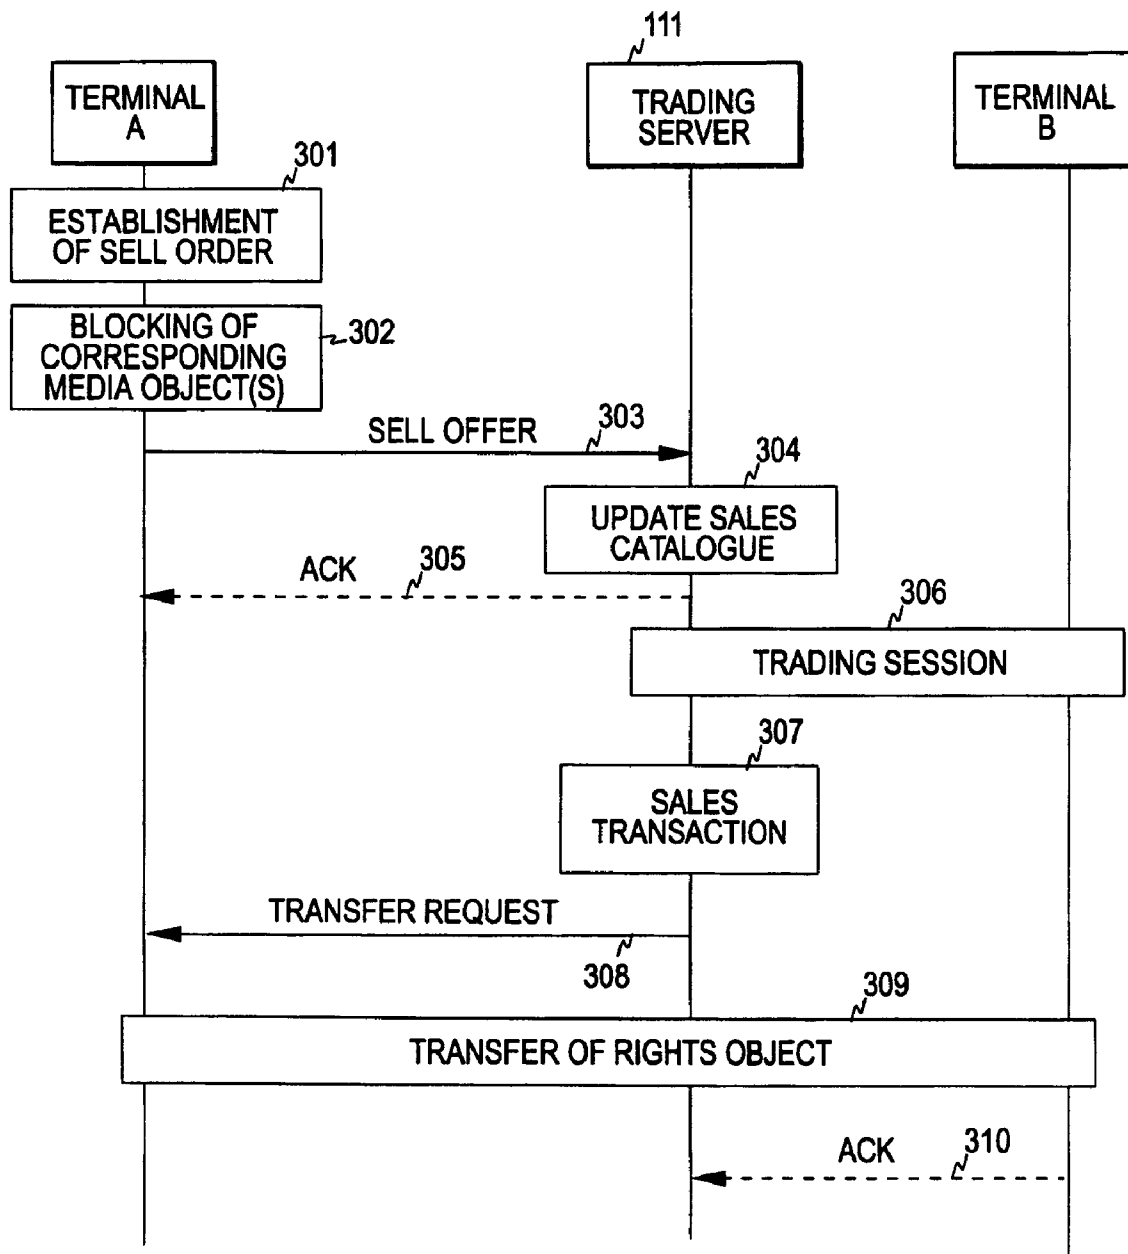 111
TERMINAL
A
TRADING
SERVER
TERMINAL
B
301
ESTABLISHMENT
OF SELL ORDER
BLOCKING OF
CORRESPONDING
MEDIA OBJECT(S)
302
SELL OFFER
303
304
UPDATE SALES
CATALOGUE
ACK
305
306
TRADING SESSION
307
SALES
TRANSACTION
TRANSFER REQUEST
308
309
TRANSFER OF RIGHTS OBJECT
ACK
310